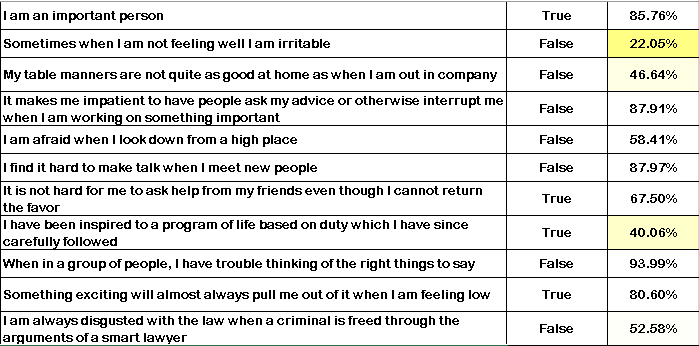 I am an important person True 85.76%
Sometimes when I am not feeling well I am irritable False 22.05%
My table manners are not quite as good at home as when I am out in company False 46.64%
It makes me impatient to have people ask my advice or otherwise interrupt me
when I am working on something important False 87.91%
I am afraid when I look down from a high place False 58.41%
I find it hard to make talk when I meet new people False 87.97%
It is not hard for me to ask help from my friends even though I cannot return
the favor True 67.50%
I have been inspired to a program of life based on duty which I have since
carefully followed True 40.06%
When in a group of people, I have trouble thinking of the right things to say False 93.99%
Something exciting will almost always pull me out of it when I am feeling low True 80.60%
I am always disgusted with the law when a criminal is freed through the
arguments of a smart lawyer False 52.58%